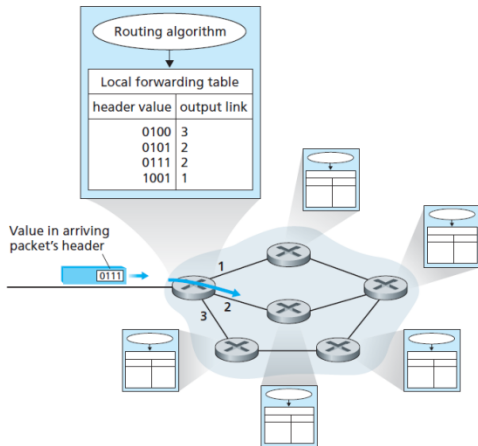 Routing algorithm
Local forwarding table
header value output link
0100 3
0101 2
0111 2
1001 1
Value in arriving
packet's header
0111
1
2
3